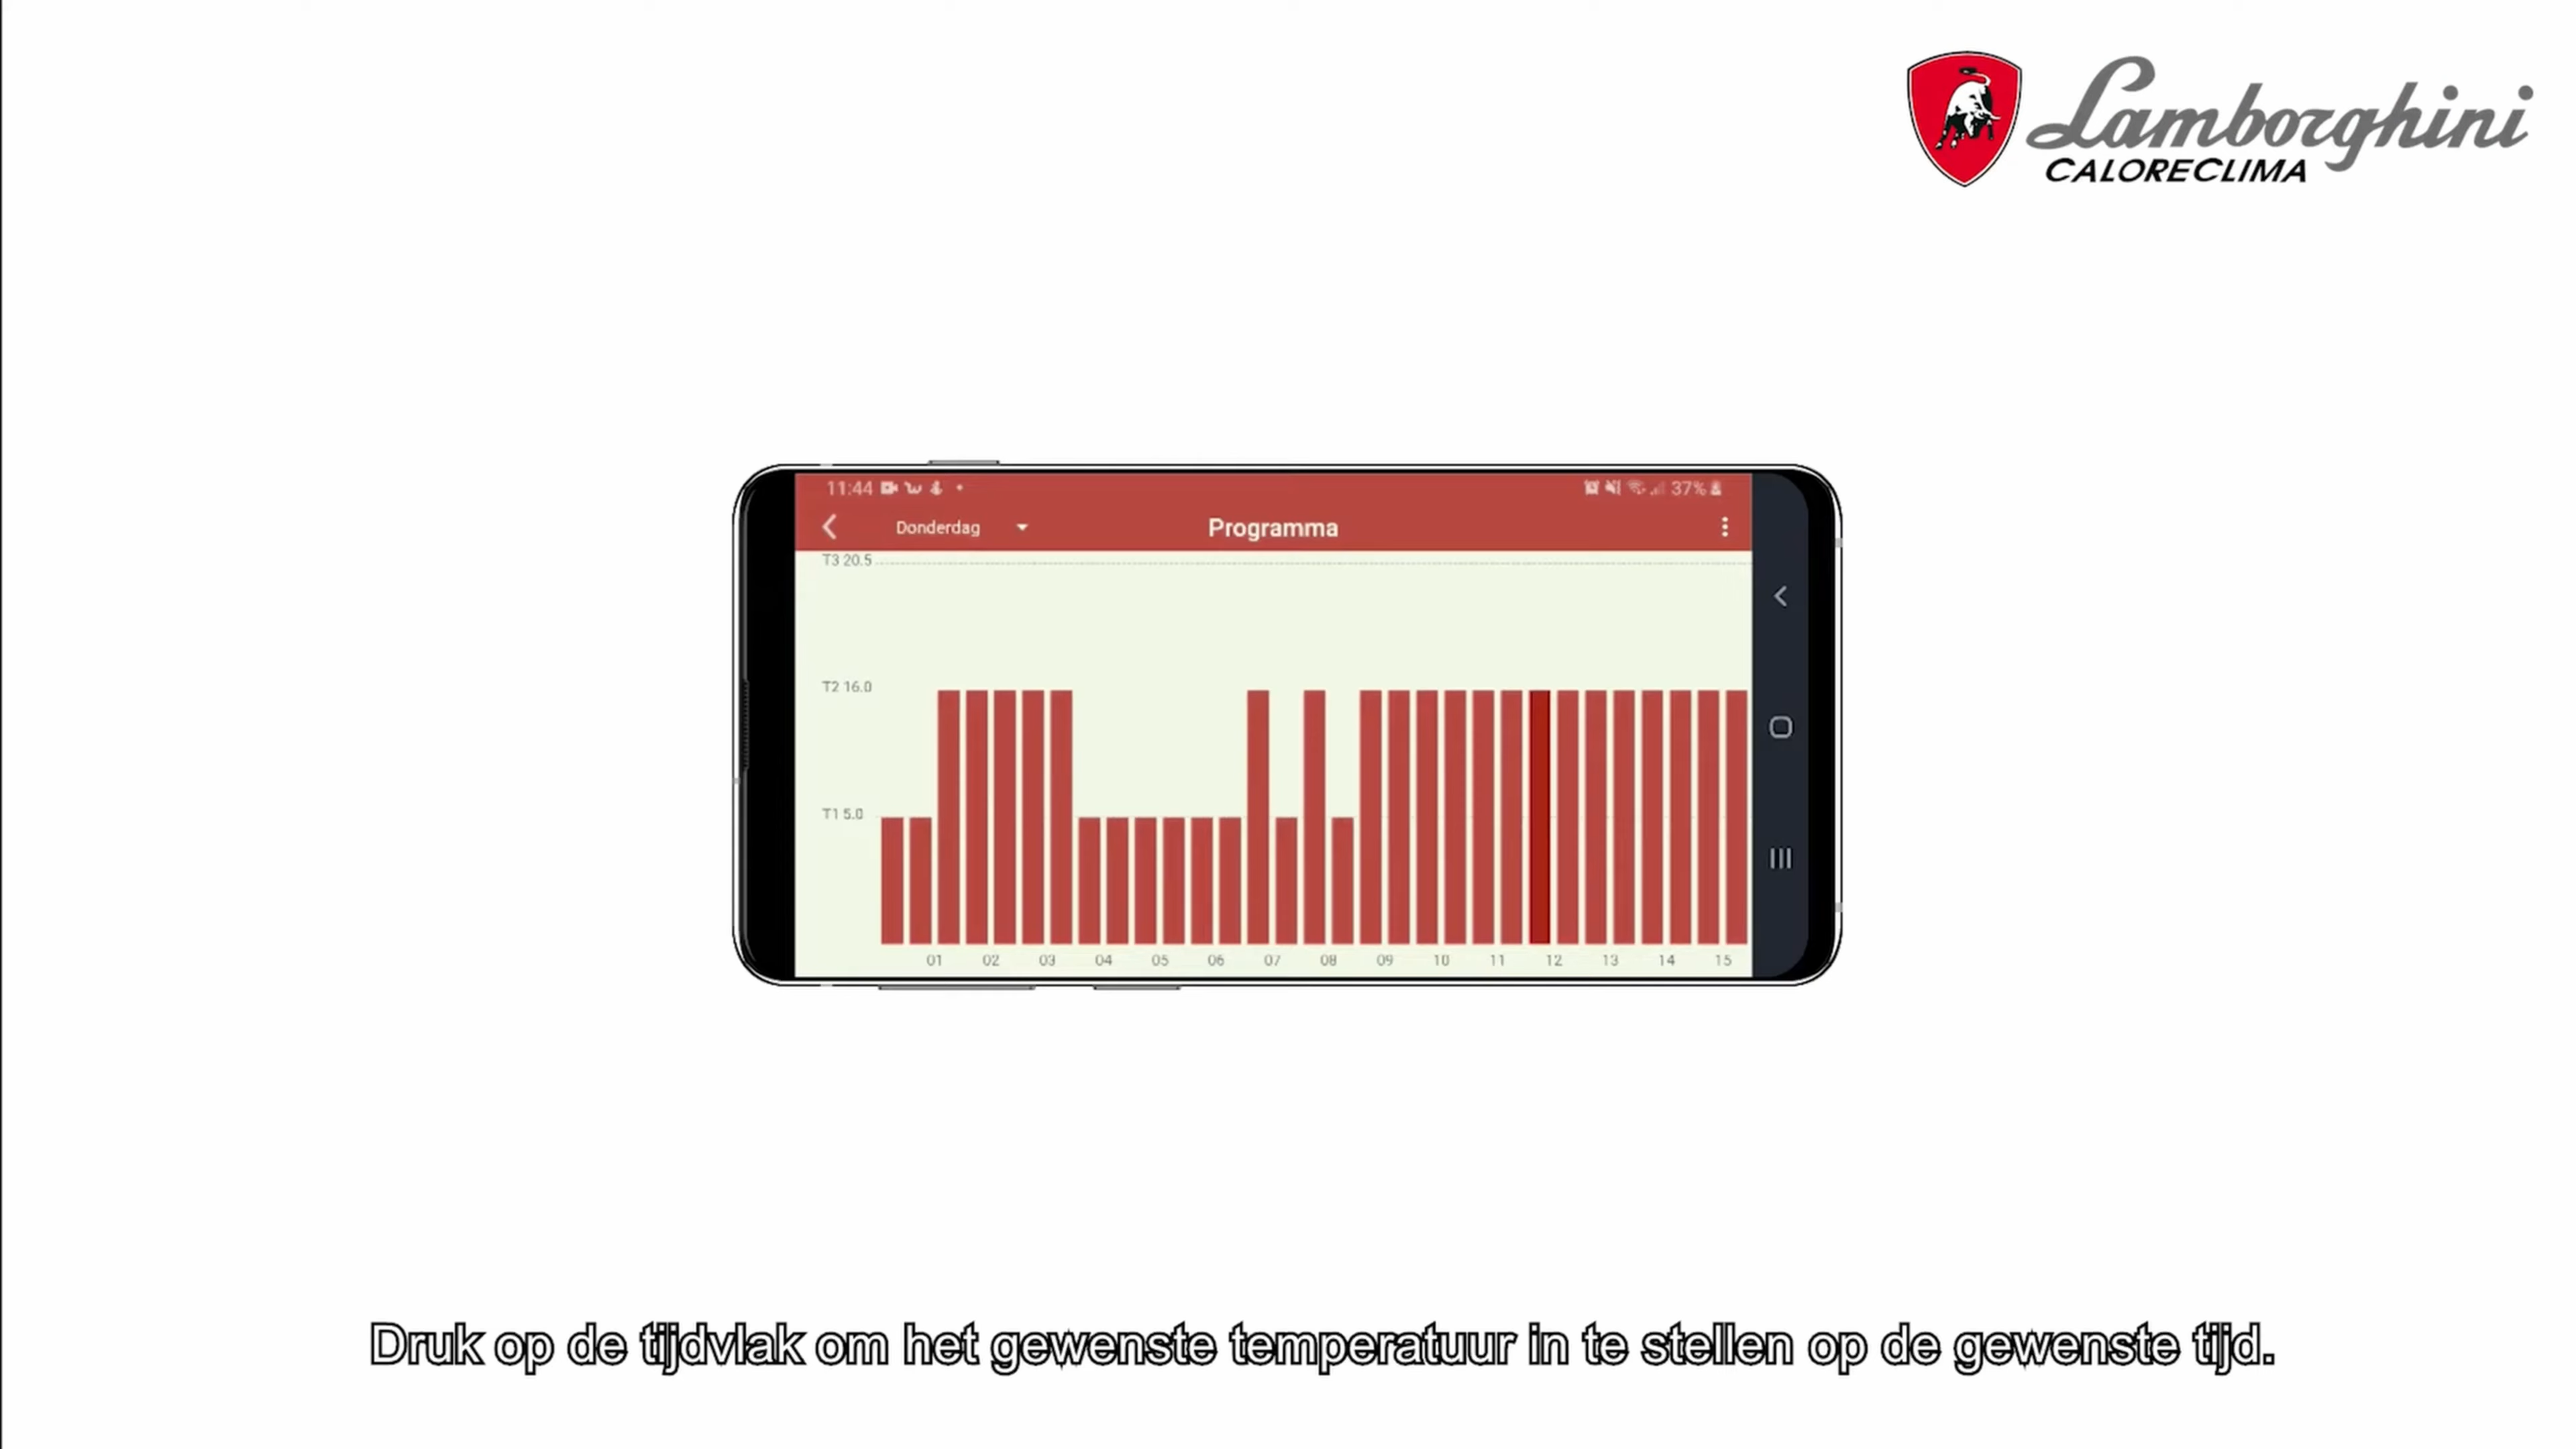 Lamborghini
CALORECLIMA
11:44
37%
Donderdag
Programma
T3 20.5
T2 16.0
T1 5.0
01 02 03 04 05 06 07 08 09 10 11 12 13 14 15
Druk op de tijdvlak om het gewenste temperatuur in te stellen op de gewenste tijd.